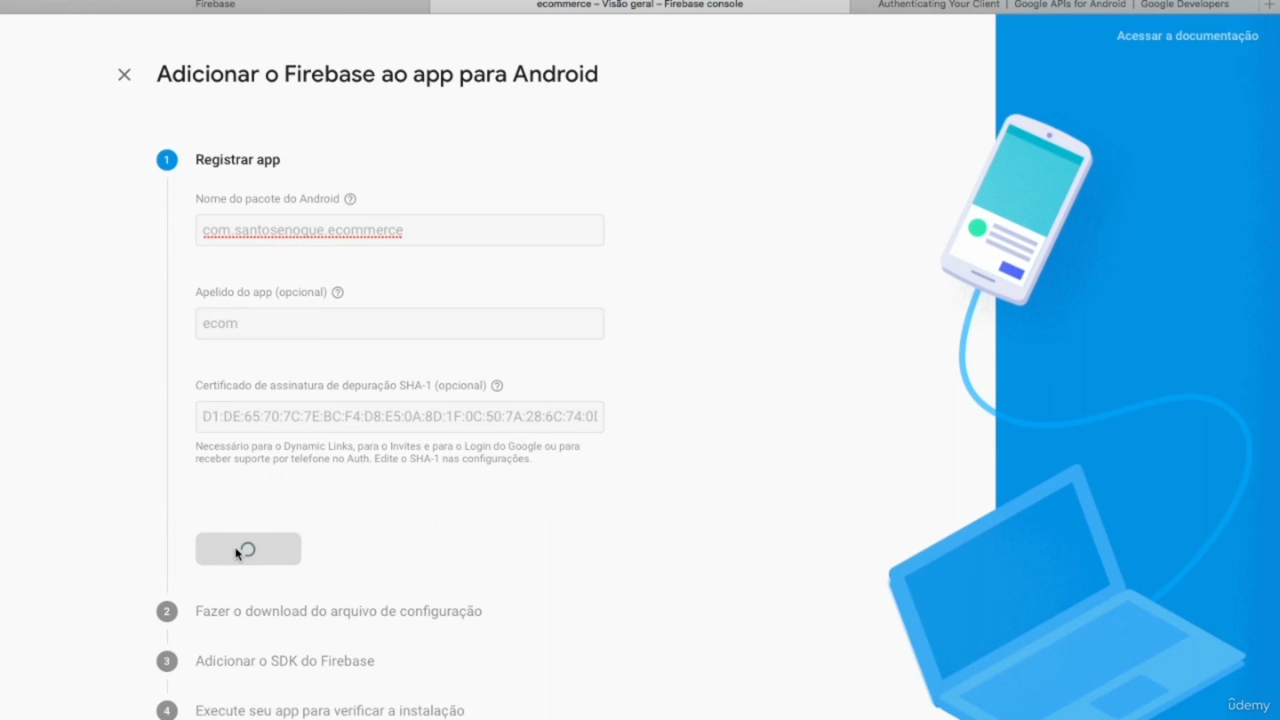 Firebase
ecommerce – Visão geral – Firebase console
Authenticating Your Client | Google APIs for Android | Google Developers
Acessar a documentação
Adicionar o Firebase ao app para Android
1 Registrar app
Nome do pacote do Android
com.santosenoque.ecommerce
Apelido do app (opcional)
ecom
Certificado de assinatura de depuração SHA-1 (opcional)
D1:DE:65:70:7C:7E:BC:F4:D8:E5:0A:8D:1F:0C:50:7A:28:6C:74:0
Necessário para o Dynamic Links, para o Invites e para o Login do Google ou para
receber suporte por telefone no Auth. Edite o SHA-1 nas configurações.
2 Fazer o download do arquivo de configuração
3 Adicionar o SDK do Firebase
4 Execute seu app para verificar a instalação
ûdemy